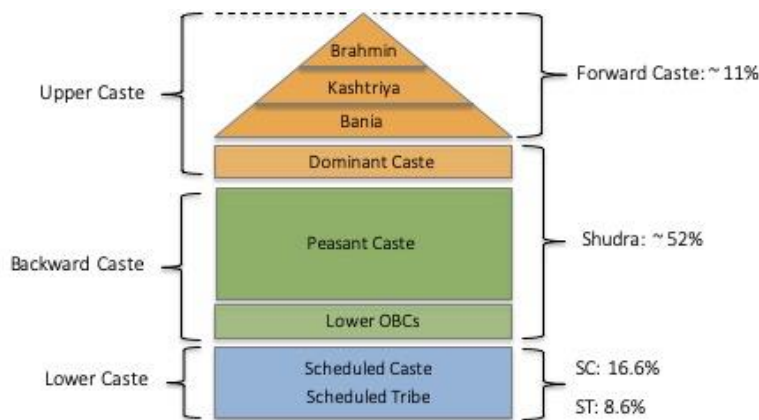 Brahmin
Upper Caste
Kashtriya
Forward Caste: ~ 11%
Bania
Dominant Caste
Peasant Caste
Shudra: ~ 52%
Backward Caste
Lower OBCs
Lower Caste
Scheduled Caste
SC: 16.6%
Scheduled Tribe
ST: 8.6%